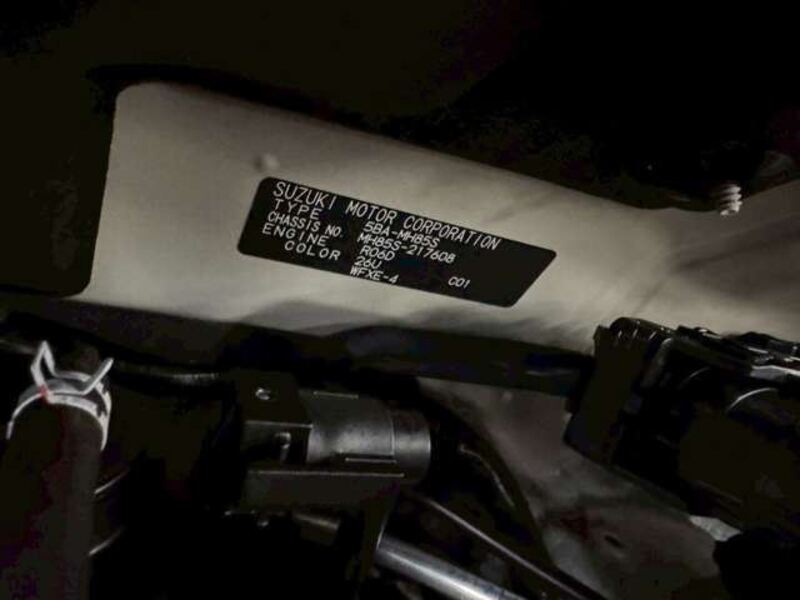 SUZUKI MOTOR CORPORATION
TYPE 5BA-MH85S
CHASSIS NO. MH85S-217608
ENGINE R06D
COLOR 26U
WFXE-4 C01